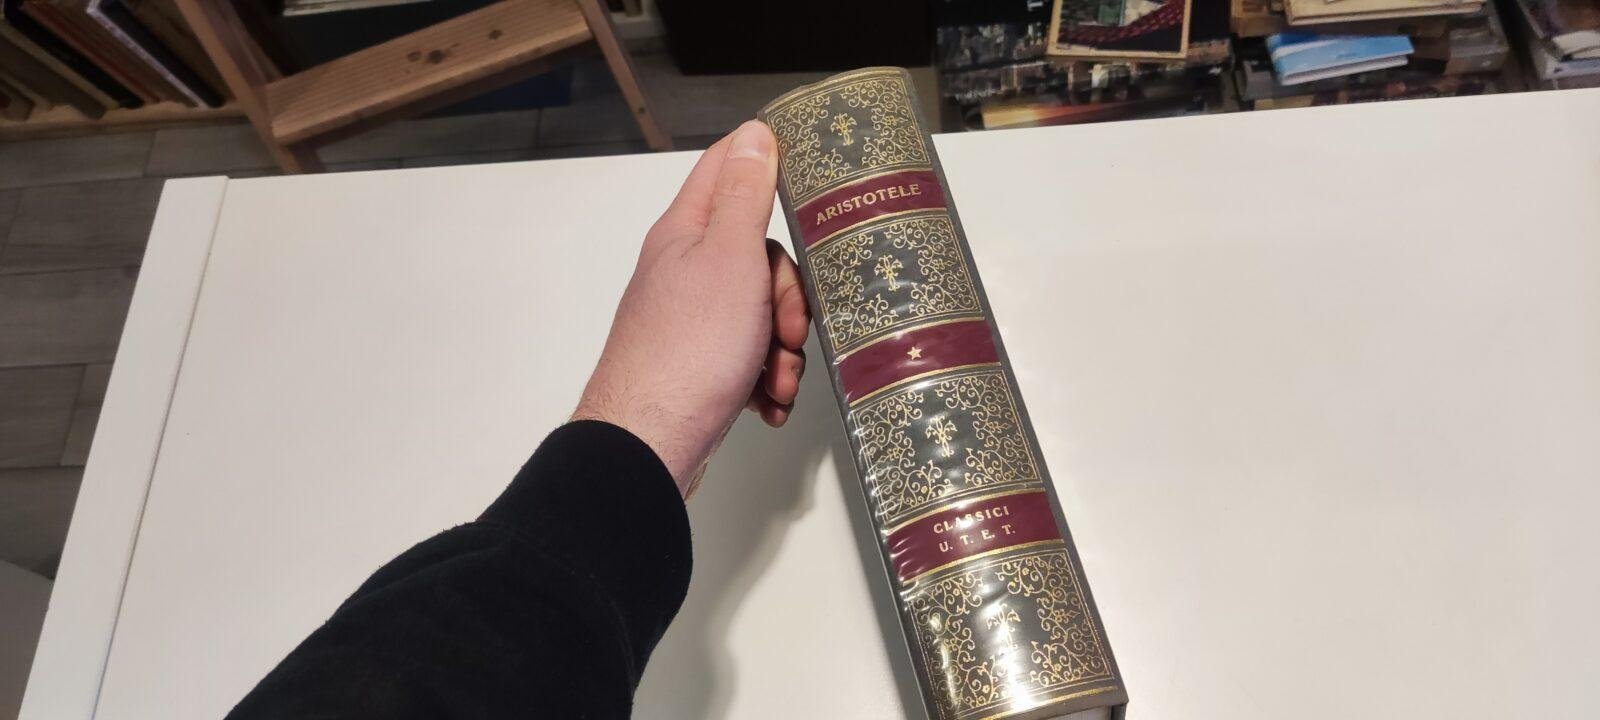 ARISTOTELE
CLASSICI
U. T. E. T.